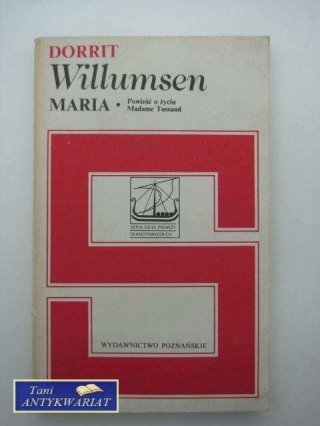 DORRIT
Willumsen
MARIA • Powieść o życiu
Madame Tussaud
SERIA DZIEŁ PISARZY
SKANDYNAWSKICH
WYDAWNICTWO POZNAŃSKIE
Tani
ANTYKWARIAT